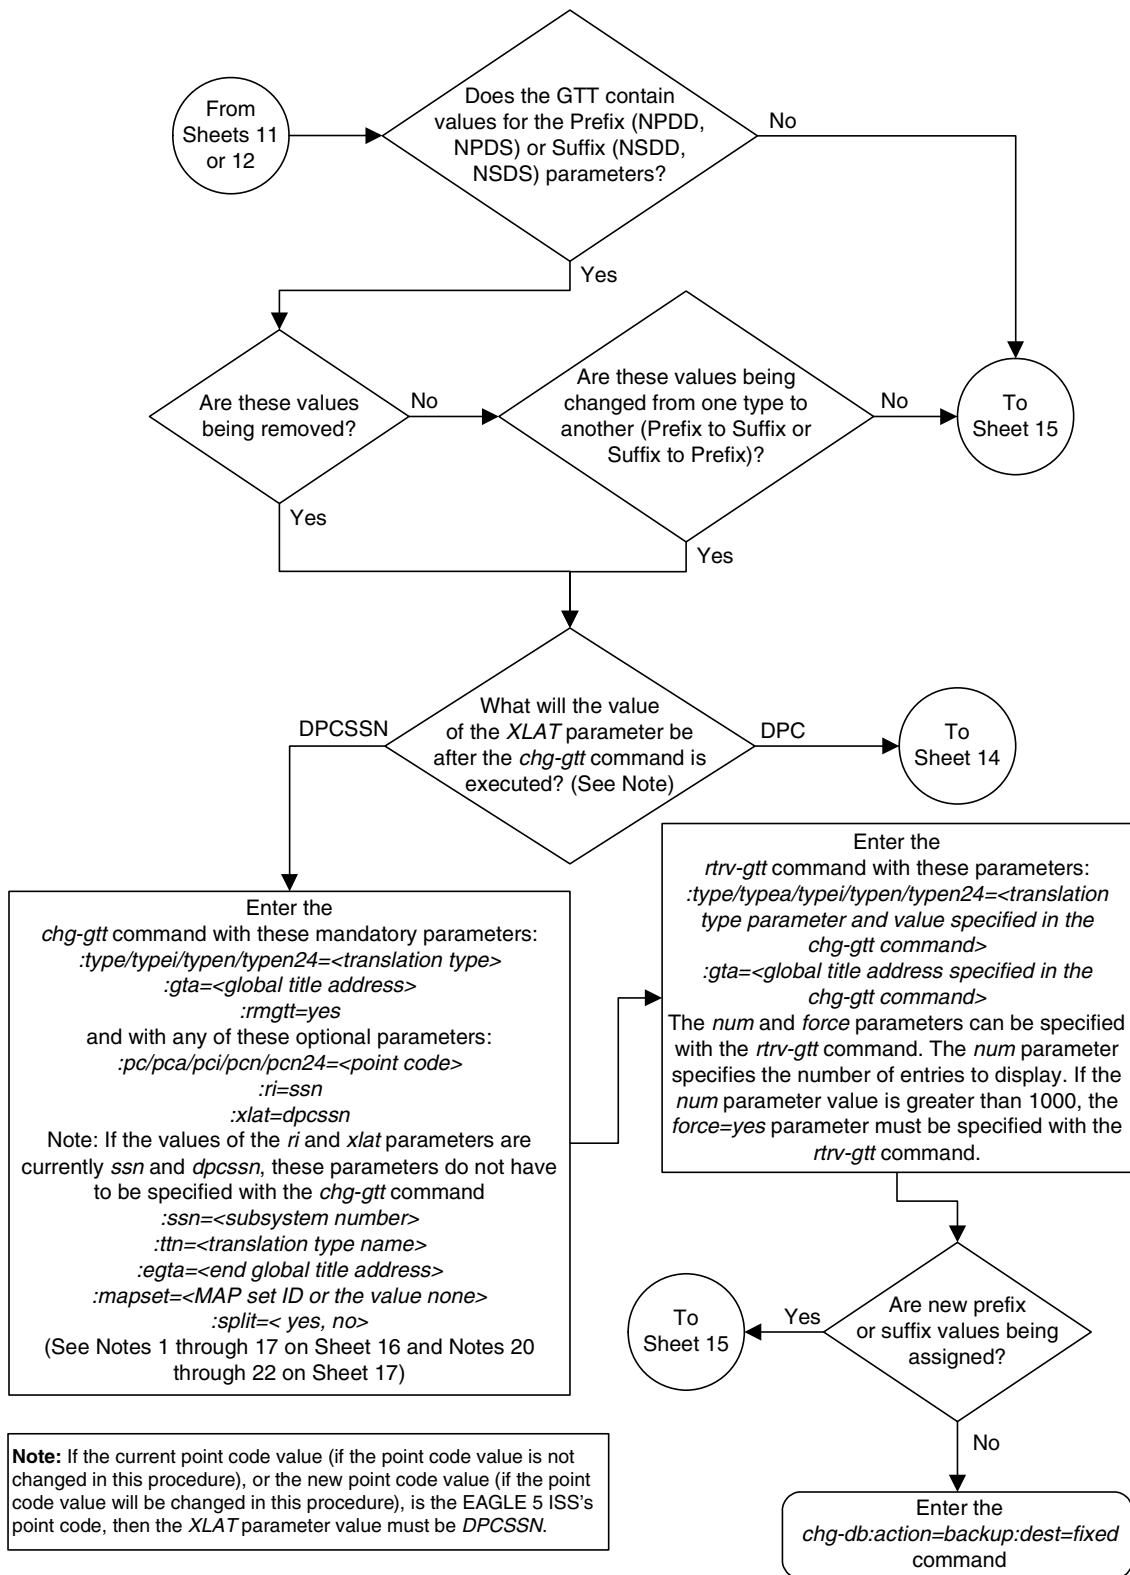 From
Sheets 11
or 12
Does the GTT contain
values for the Prefix (NPDD,
NPDS) or Suffix (NSDD,
NSDS) parameters?
No
Yes
Are these values
being removed?
No
Yes
Are these values being
changed from one type to
another (Prefix to Suffix or
Suffix to Prefix)?
No
Yes
To
Sheet 15
What will the value
of the XLAT parameter be
after the chg-gtt command is
executed? (See Note)
DPCSSN
DPC
To
Sheet 14
Enter the
chg-gtt command with these mandatory parameters:
:type/typei/typen/typen24=<translation type>
:gta=<global title address>
:rmgtt=yes
and with any of these optional parameters:
:pc/pca/pci/pcn/pcn24=<point code>
:ri=ssn
:xlat=dpcssn
Note: If the values of the ri and xlat parameters are
currently ssn and dpcssn, these parameters do not have
to be specified with the chg-gtt command
:ssn=<subsystem number>
:ttn=<translation type name>
:egta=<end global title address>
:mapset=<MAP set ID or the value none>
:split=< yes, no>
(See Notes 1 through 17 on Sheet 16 and Notes 20
through 22 on Sheet 17)
Enter the
rtrv-gtt command with these parameters:
:type/typea/typei/typen/typen24=<translation
type parameter and value specified in the
chg-gtt command>
:gta=<global title address specified in the
chg-gtt command>
The num and force parameters can be specified
with the rtrv-gtt command. The num parameter
specifies the number of entries to display. If the
num parameter value is greater than 1000, the
force=yes parameter must be specified with the
rtrv-gtt command.
Are new prefix
or suffix values being
assigned?
Yes
To
Sheet 15
No
Enter the
chg-db:action=backup:dest=fixed
command
Note: If the current point code value (if the point code value is not
changed in this procedure), or the new point code value (if the point
code value will be changed in this procedure), is the EAGLE 5 ISS's
point code, then the XLAT parameter value must be DPCSSN.